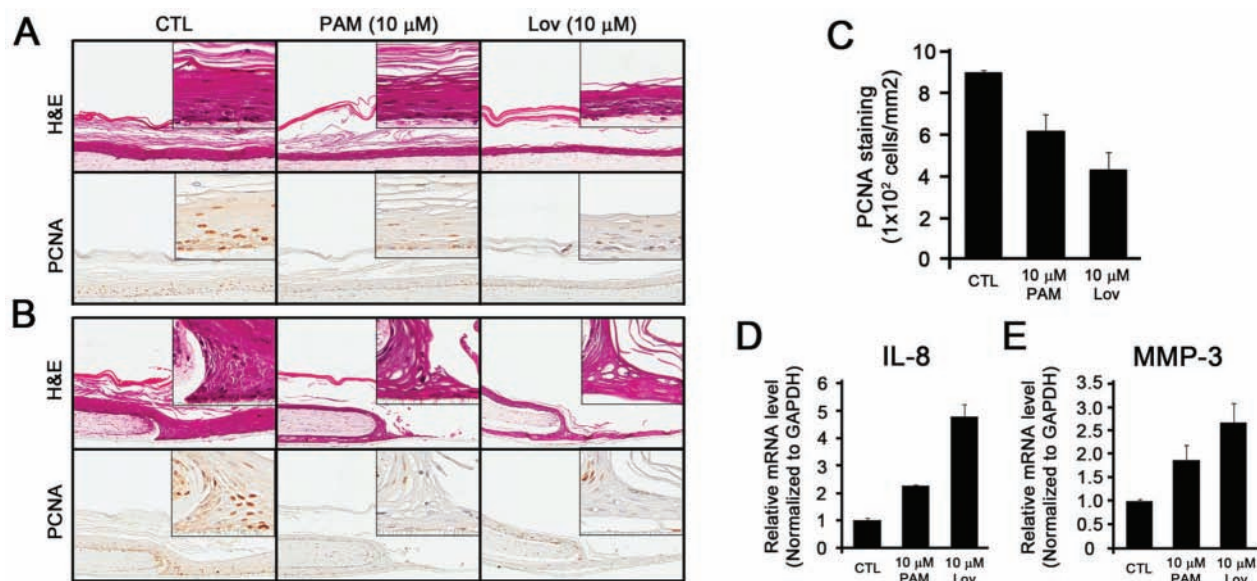 A
CTL
PAM (10 μM)
Lov (10 μM)
H&E
PCNA
B
H&E
PCNA
C
PCNA staining
(1x10² cells/mm2)
10
8
6
4
2
0
CTL
10 μM
PAM
10 μM
Lov
D
IL-8
Relative mRNA level
(Normalized to GAPDH)
6
5
4
3
2
1
0
CTL
10 μM
PAM
10 μM
Lov
E
MMP-3
Relative mRNA level
(Normalized to GAPDH)
3.5
3.0
2.5
2.0
1.5
1.0
0.5
0
CTL
10 μM
PAM
10 μM
Lov